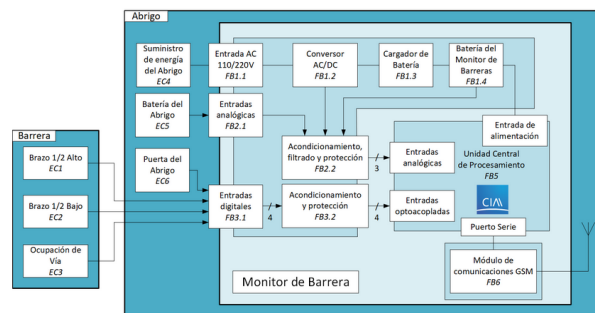 Abrigo
Suministro
de energía
del Abrigo
EC4
Entrada AC
110/220V
FB1.1
Conversor
AC/DC
FB1.2
Cargador de
Batería
FB1.3
Batería del
Monitor de
Barreras
FB1.4
Batería del
Abrigo
EC5
Entradas
analógicas
FB2.1
Entrada de
alimentación
Barrera
Brazo 1/2 Alto
EC1
Puerta del
Abrigo
EC6
Acondicionamiento,
filtrado y protección
FB2.2
3
Entradas
analógicas
Unidad Central
de Procesamiento
FB5
Brazo 1/2 Bajo
EC2
Entradas
digitales
FB3.1
4
Acondicionamiento
y protección
FB3.2
4
Entradas
optoacopladas
CIAA
Puerto Serie
Ocupación de
Vía
EC3
Monitor de Barrera
Módulo de
comunicaciones GSM
FB6